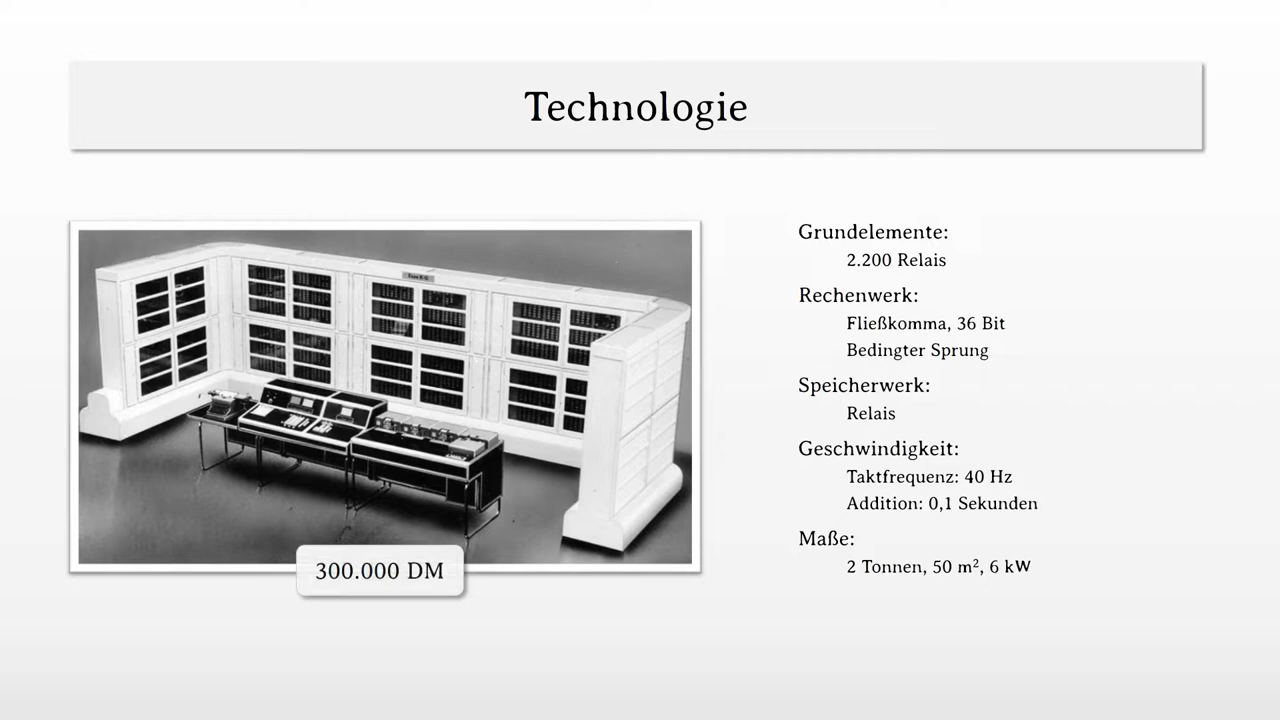 Technologie
300.000 DM
Grundelemente:
2.200 Relais
Rechenwerk:
Fließkomma, 36 Bit
Bedingter Sprung
Speicherwerk:
Relais
Geschwindigkeit:
Taktfrequenz: 40 Hz
Addition: 0,1 Sekunden
Maße:
2 Tonnen, 50 m², 6 kW